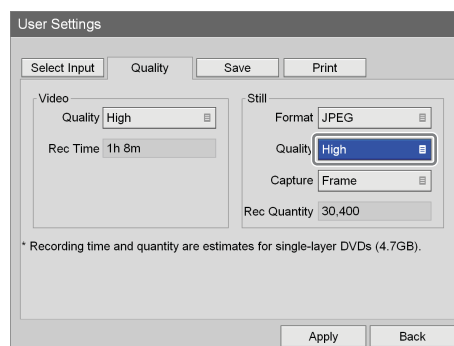 User Settings
Select Input Quality Save Print
Video
Quality High
Rec Time 1h 8m
Still
Format JPEG
Quality High
Capture Frame
Rec Quantity 30,400
* Recording time and quantity are estimates for single-layer DVDs (4.7GB).
Apply Back